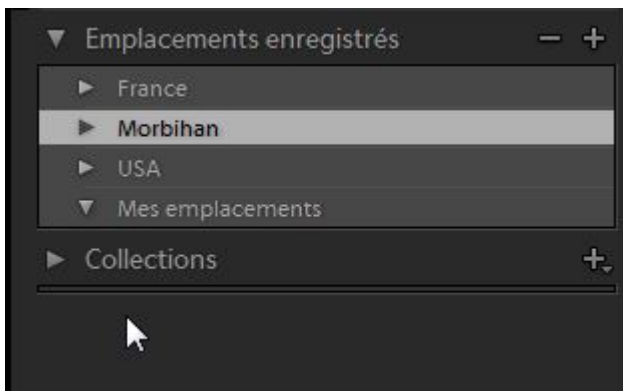 Emplacements enregistrés
France
Morbihan
USA
Mes emplacements
Collections